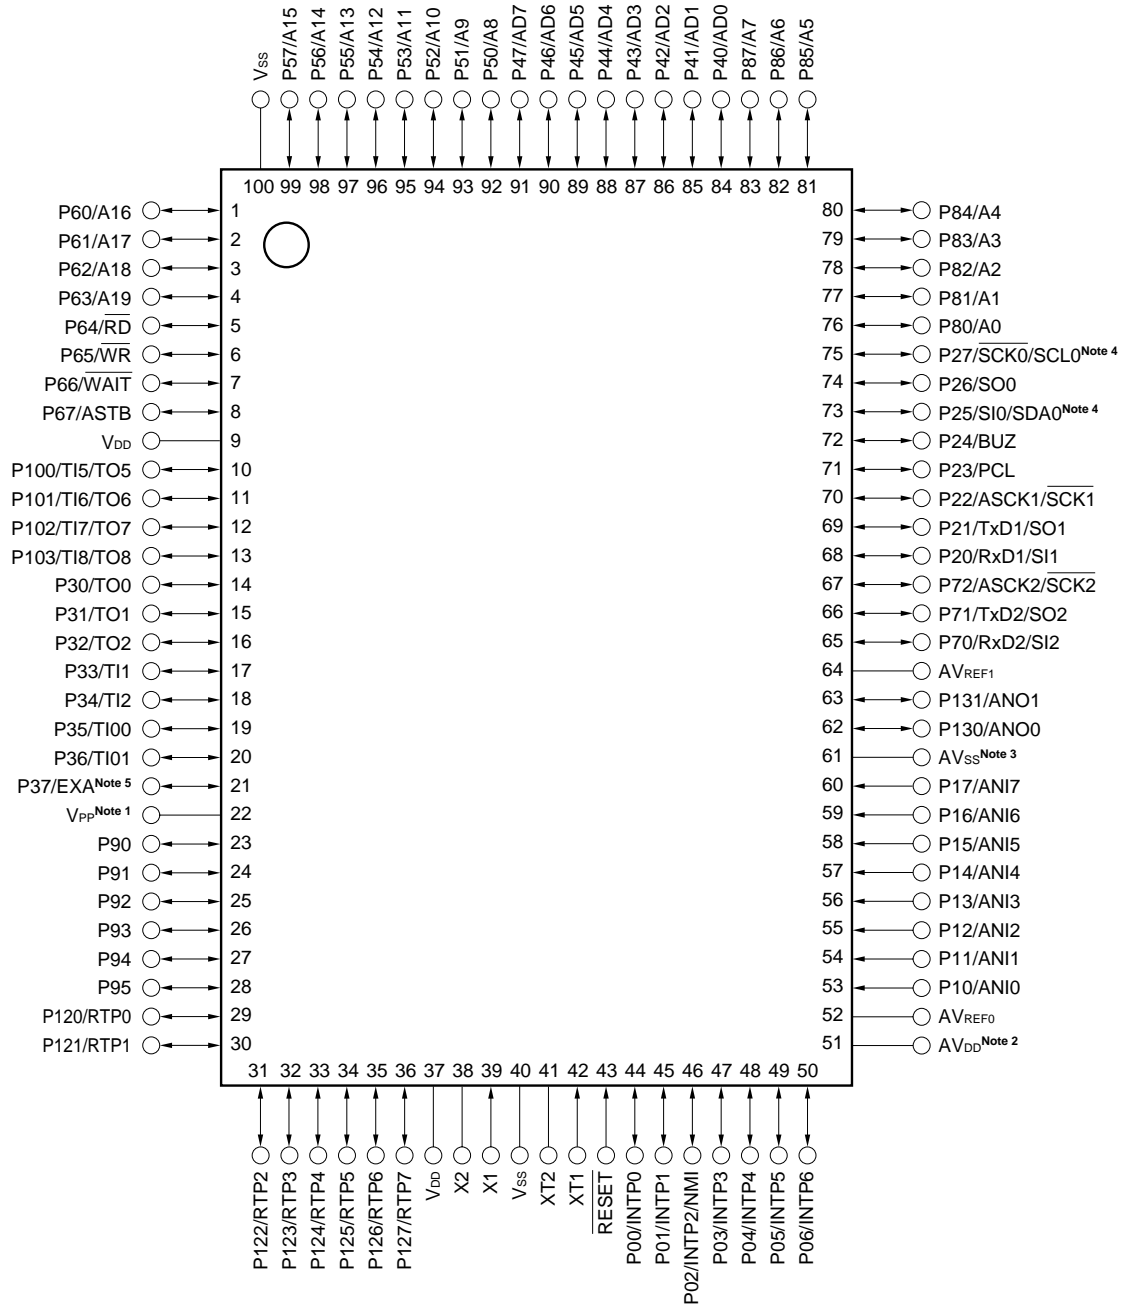 Vss
P57/A15
P56/A14
P55/A13
P54/A12
P53/A11
P52/A10
P51/A9
P50/A8
P47/AD7
P46/AD6
P45/AD5
P44/AD4
P43/AD3
P42/AD2
P41/AD1
P40/AD0
P87/A7
P86/A6
P85/A5
100 99 98 97 96 95 94 93 92 91 90 89 88 87 86 85 84 83 82 81
P60/A16 1
P61/A17 2
P62/A18 3
P63/A19 4
P64/RD 5
P65/WR 6
P66/WAIT 7
P67/ASTB 8
VDD 9
P100/TI5/TO5 10
P101/TI6/TO6 11
P102/TI7/TO7 12
P103/TI8/TO8 13
P30/TO0 14
P31/TO1 15
P32/TO2 16
P33/TI1 17
P34/TI2 18
P35/TI00 19
P36/TI01 20
P37/EXA Note 5 21
VPP Note 1 22
P90 23
P91 24
P92 25
P93 26
P94 27
P95 28
P120/RTP0 29
P121/RTP1 30
80 P84/A4
79 P83/A3
78 P82/A2
77 P81/A1
76 P80/A0
75 P27/SCK0/SCL0 Note 4
74 P26/SO0
73 P25/SI0/SDA0 Note 4
72 P24/BUZ
71 P23/PCL
70 P22/ASCK1/SCK1
69 P21/TxD1/SO1
68 P20/RxD1/SI1
67 P72/ASCK2/SCK2
66 P71/TxD2/SO2
65 P70/RxD2/SI2
64 AVREF1
63 P131/ANO1
62 P130/ANO0
61 AVSS Note 3
60 P17/ANI7
59 P16/ANI6
58 P15/ANI5
57 P14/ANI4
56 P13/ANI3
55 P12/ANI2
54 P11/ANI1
53 P10/ANI0
52 AVREF0
51 AVDD Note 2
31 32 33 34 35 36 37 38 39 40 41 42 43 44 45 46 47 48 49 50
P122/RTP2
P123/RTP3
P124/RTP4
P125/RTP5
P126/RTP6
P127/RTP7
VDD
X2
X1
Vss
XT2
XT1
RESET
P00/INTP0
P01/INTP1
P02/INTP2/NMI
P03/INTP3
P04/INTP4
P05/INTP5
P06/INTP6